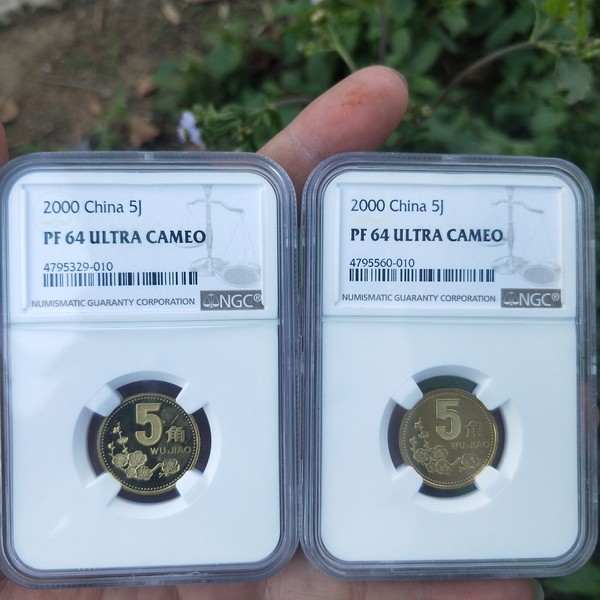 2000 China 5J
PF 64 ULTRA CAMEO
4795329-010
NUMISMATIC GUARANTY CORPORATION NGC®
5角
WU JIAO
2000 China 5J
PF 64 ULTRA CAMEO
4795560-010
NUMISMATIC GUARANTY CORPORATION NGC®
5角
WU JIAO